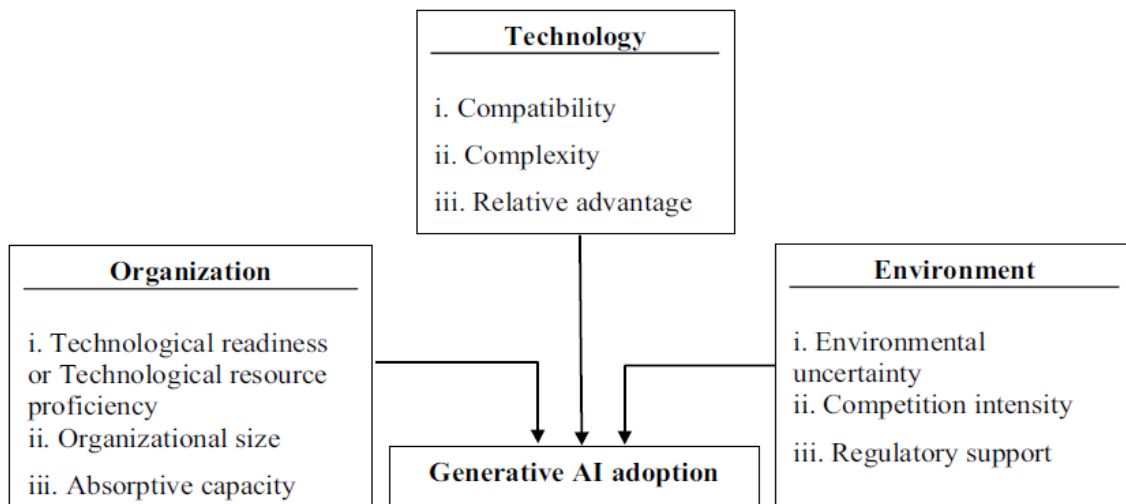 Technology
i. Compatibility
ii. Complexity
iii. Relative advantage
Organization
i. Technological readiness
or Technological resource
proficiency
ii. Organizational size
iii. Absorptive capacity
Environment
i. Environmental
uncertainty
ii. Competition intensity
iii. Regulatory support
Generative AI adoption